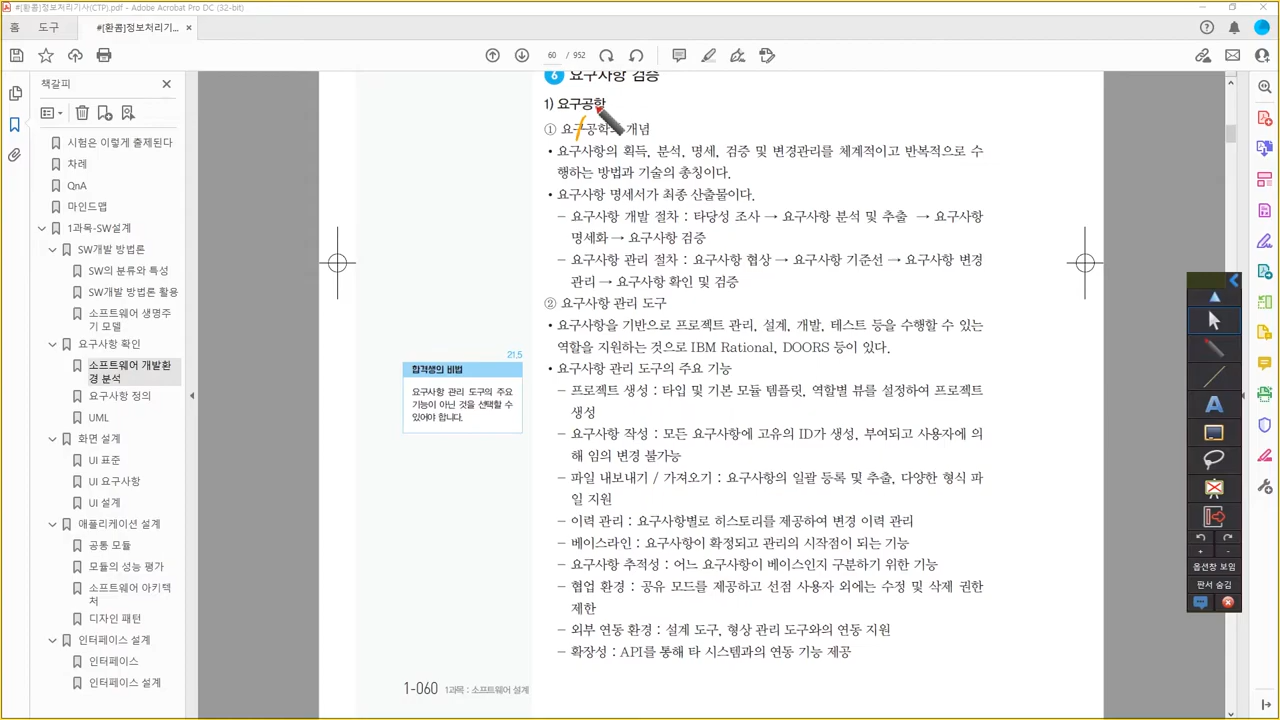 #[환콤]정보처리기사(CTP).pdf - Adobe Acrobat Pro DC (32-bit)
홈
도구
#[환콤]정보처리기...
60 / 952
책갈피
시험은 이렇게 출제된다
차례
QnA
마인드맵
1과목-SW설계
SW개발 방법론
SW의 분류와 특성
SW개발 방법론 활용
소프트웨어 생명주
기 모델
요구사항 확인
소프트웨어 개발환
경 분석
요구사항 정의
UML
화면 설계
UI 표준
UI 요구사항
UI 설계
애플리케이션 설계
공통 모듈
모듈의 성능 평가
소프트웨어 아키텍
처
디자인 패턴
인터페이스 설계
인터페이스
인터페이스 설계
6 요구사항 검증
1) 요구공학
① 요구공학의 개념
• 요구사항의 획득, 분석, 명세, 검증 및 변경관리를 체계적이고 반복적으로 수
행하는 방법과 기술의 총칭이다.
• 요구사항 명세서가 최종 산출물이다.
– 요구사항 개발 절차 : 타당성 조사 → 요구사항 분석 및 추출 → 요구사항
명세화 → 요구사항 검증
– 요구사항 관리 절차 : 요구사항 협상 → 요구사항 기준선 → 요구사항 변경
관리 → 요구사항 확인 및 검증
② 요구사항 관리 도구
• 요구사항을 기반으로 프로젝트 관리, 설계, 개발, 테스트 등을 수행할 수 있는
역할을 지원하는 것으로 IBM Rational, DOORS 등이 있다.
• 요구사항 관리 도구의 주요 기능
– 프로젝트 생성 : 타입 및 기본 모듈 템플릿, 역할별 뷰를 설정하여 프로젝트
생성
– 요구사항 작성 : 모든 요구사항에 고유의 ID가 생성, 부여되고 사용자에 의
해 임의 변경 불가능
– 파일 내보내기 / 가져오기 : 요구사항의 일괄 등록 및 추출, 다양한 형식 파
일 지원
– 이력 관리 : 요구사항별로 히스토리를 제공하여 변경 이력 관리
– 베이스라인 : 요구사항이 확정되고 관리의 시작점이 되는 기능
– 요구사항 추적성 : 어느 요구사항이 베이스인지 구분하기 위한 기능
– 협업 환경 : 공유 모드를 제공하고 선점 사용자 외에는 수정 및 삭제 권한
제한
– 외부 연동 환경 : 설계 도구, 형상 관리 도구와의 연동 지원
– 확장성 : API를 통해 타 시스템과의 연동 기능 제공
21.5
합격생의 비법
요구사항 관리 도구의 주요
기능이 아닌 것을 선택할 수
있어야 합니다.
1-060 1과목 : 소프트웨어 설계
옵션창 보임
판서 숨김